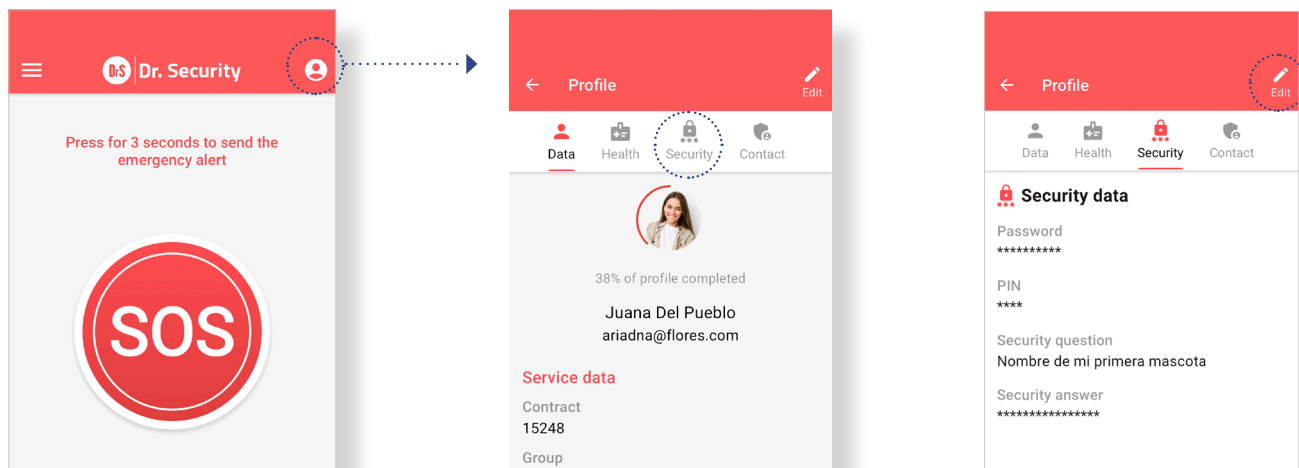 DrS Dr. Security
Press for 3 seconds to send the
emergency alert
SOS
Profile
Edit
Data Health Security Contact
38% of profile completed
Juana Del Pueblo
ariadna@flores.com
Service data
Contract
15248
Group
Profile
Edit
Data Health Security Contact
Security data
Password
**********
PIN
****
Security question
Nombre de mi primera mascota
Security answer
****************